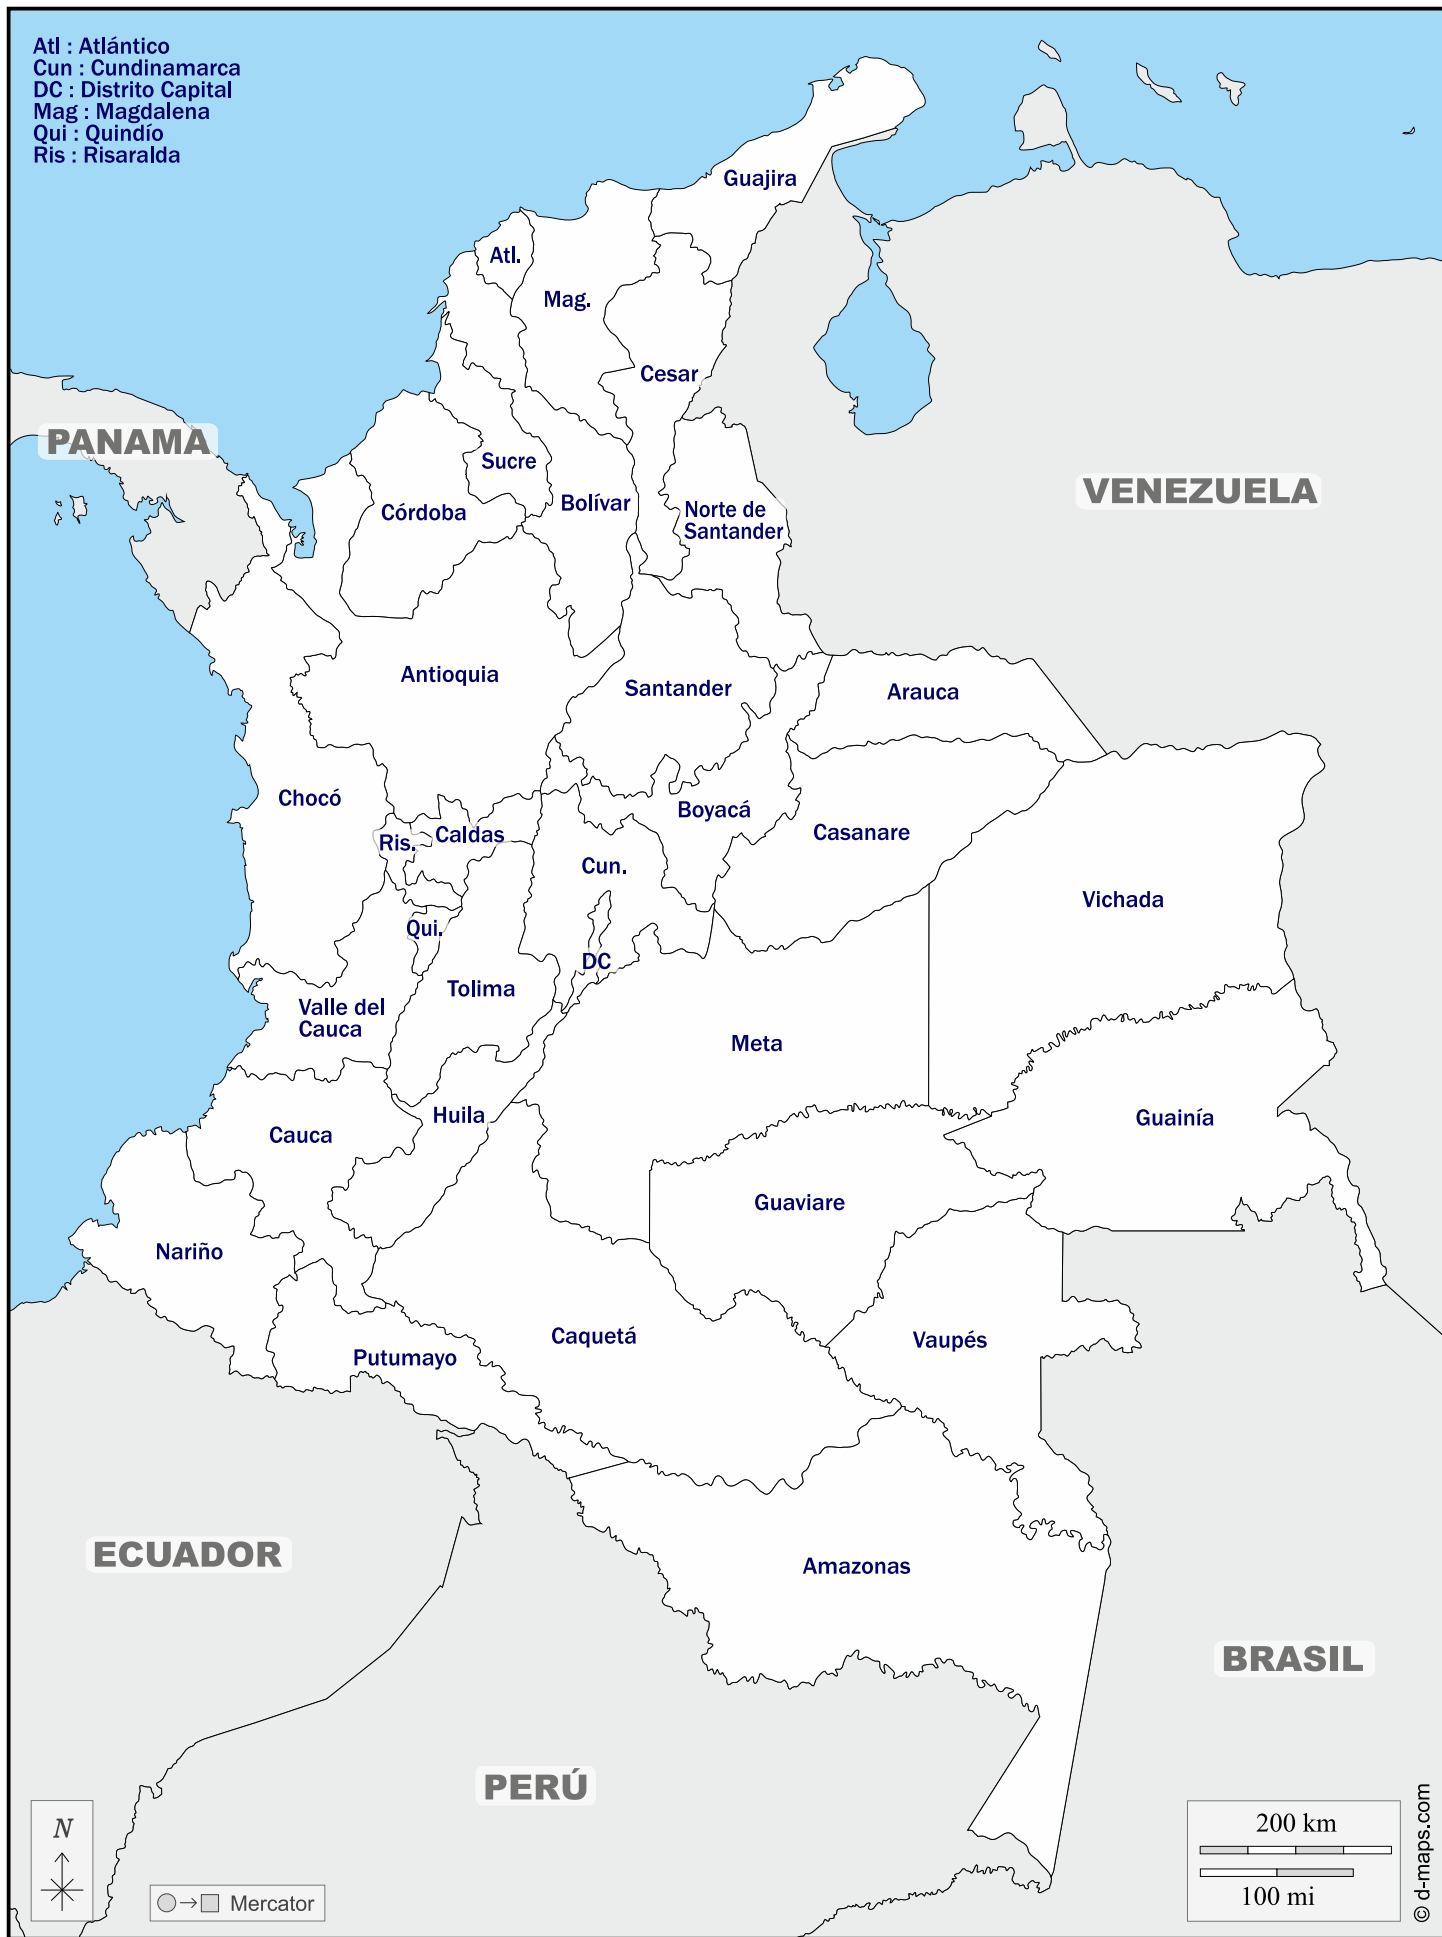 Atl : Atlántico
Cun : Cundinamarca
DC : Distrito Capital
Mag : Magdalena
Qui : Quindío
Ris : Risaralda
Guajira
Atl.
Mag.
Cesar
PANAMA
Sucre
VENEZUELA
Bolívar
Córdoba
Norte de
Santander
Antioquia
Santander
Arauca
Chocó
Boyacá
Casanare
Ris.
Caldas
Cun.
Vichada
Qui.
DC
Tolima
Valle del
Cauca
Meta
Huila
Guainía
Cauca
Guaviare
Nariño
Caquetá
Vaupés
Putumayo
ECUADOR
Amazonas
BRASIL
PERÚ
N
Mercator
200 km
100 mi
© d-maps.com